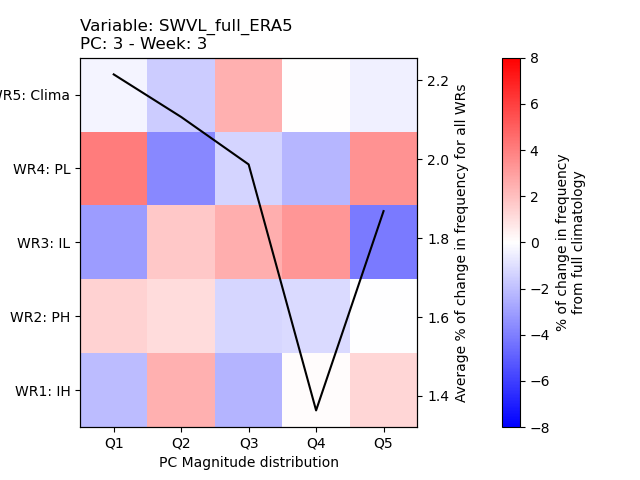 Variable: SWVL_full_ERA5
PC: 3 - Week: 3
WR5: Clima
WR4: PL
WR3: IL
WR2: PH
WR1: IH
Q1 Q2 Q3 Q4 Q5
PC Magnitude distribution
2.2
2.0
1.8
1.6
1.4
Average % of change in frequency for all WRs
8
6
4
2
0
−2
−4
−6
−8
% of change in frequency
from full climatology